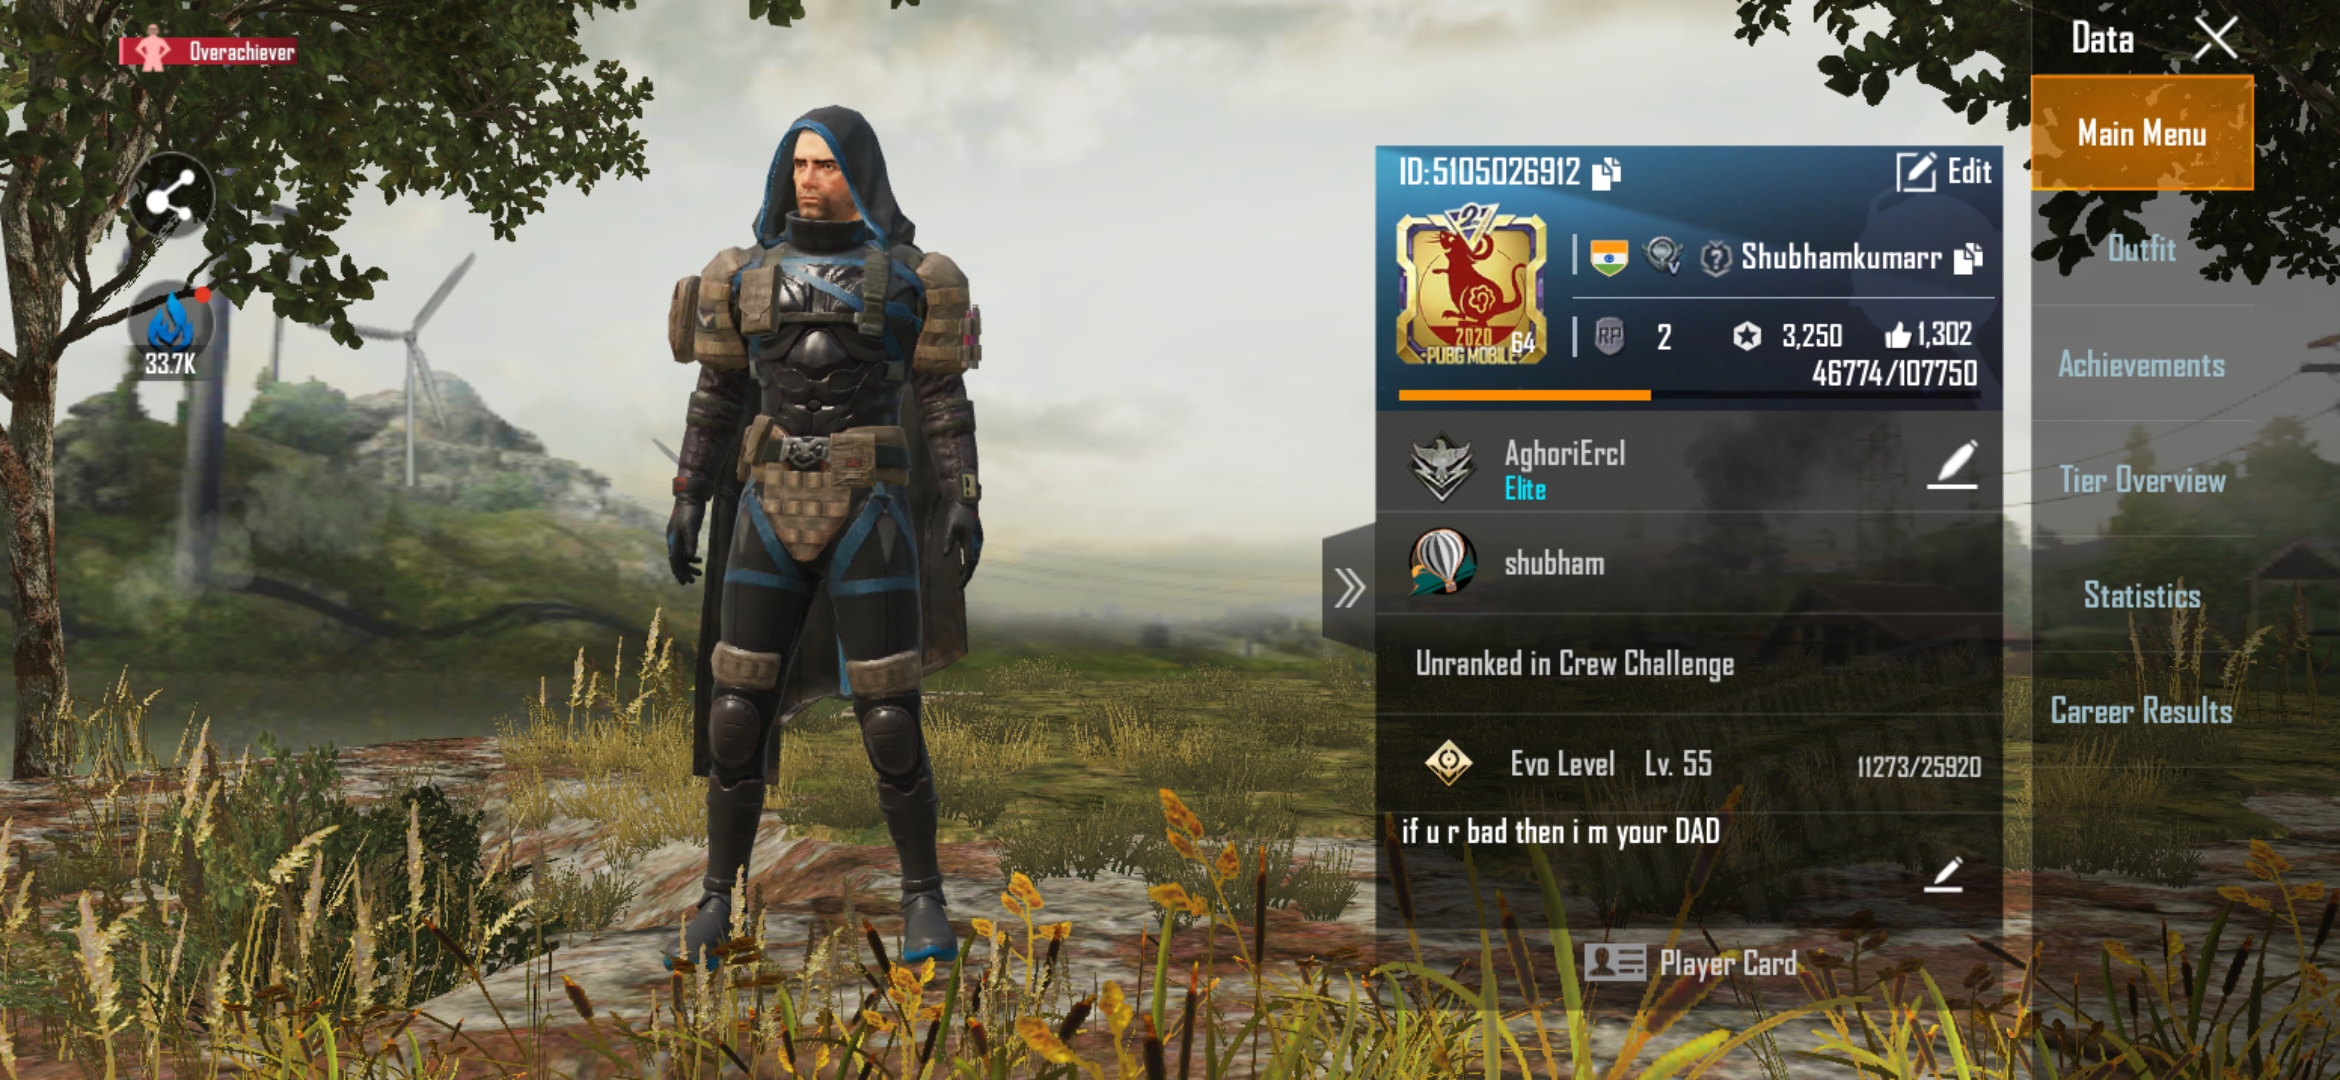 Overachiever
33.7K
ID:5105026912
Edit
2020
PUBG MOBILE
64
Shubhamkumarr
RP
2
3,250
1,302
46774/107750
AghoriErcl
Elite
shubham
Unranked in Crew Challenge
Evo Level Lv. 55
11273/25920
if u r bad then i m your DAD
Player Card
Data
Main Menu
Outfit
Achievements
Tier Overview
Statistics
Career Results